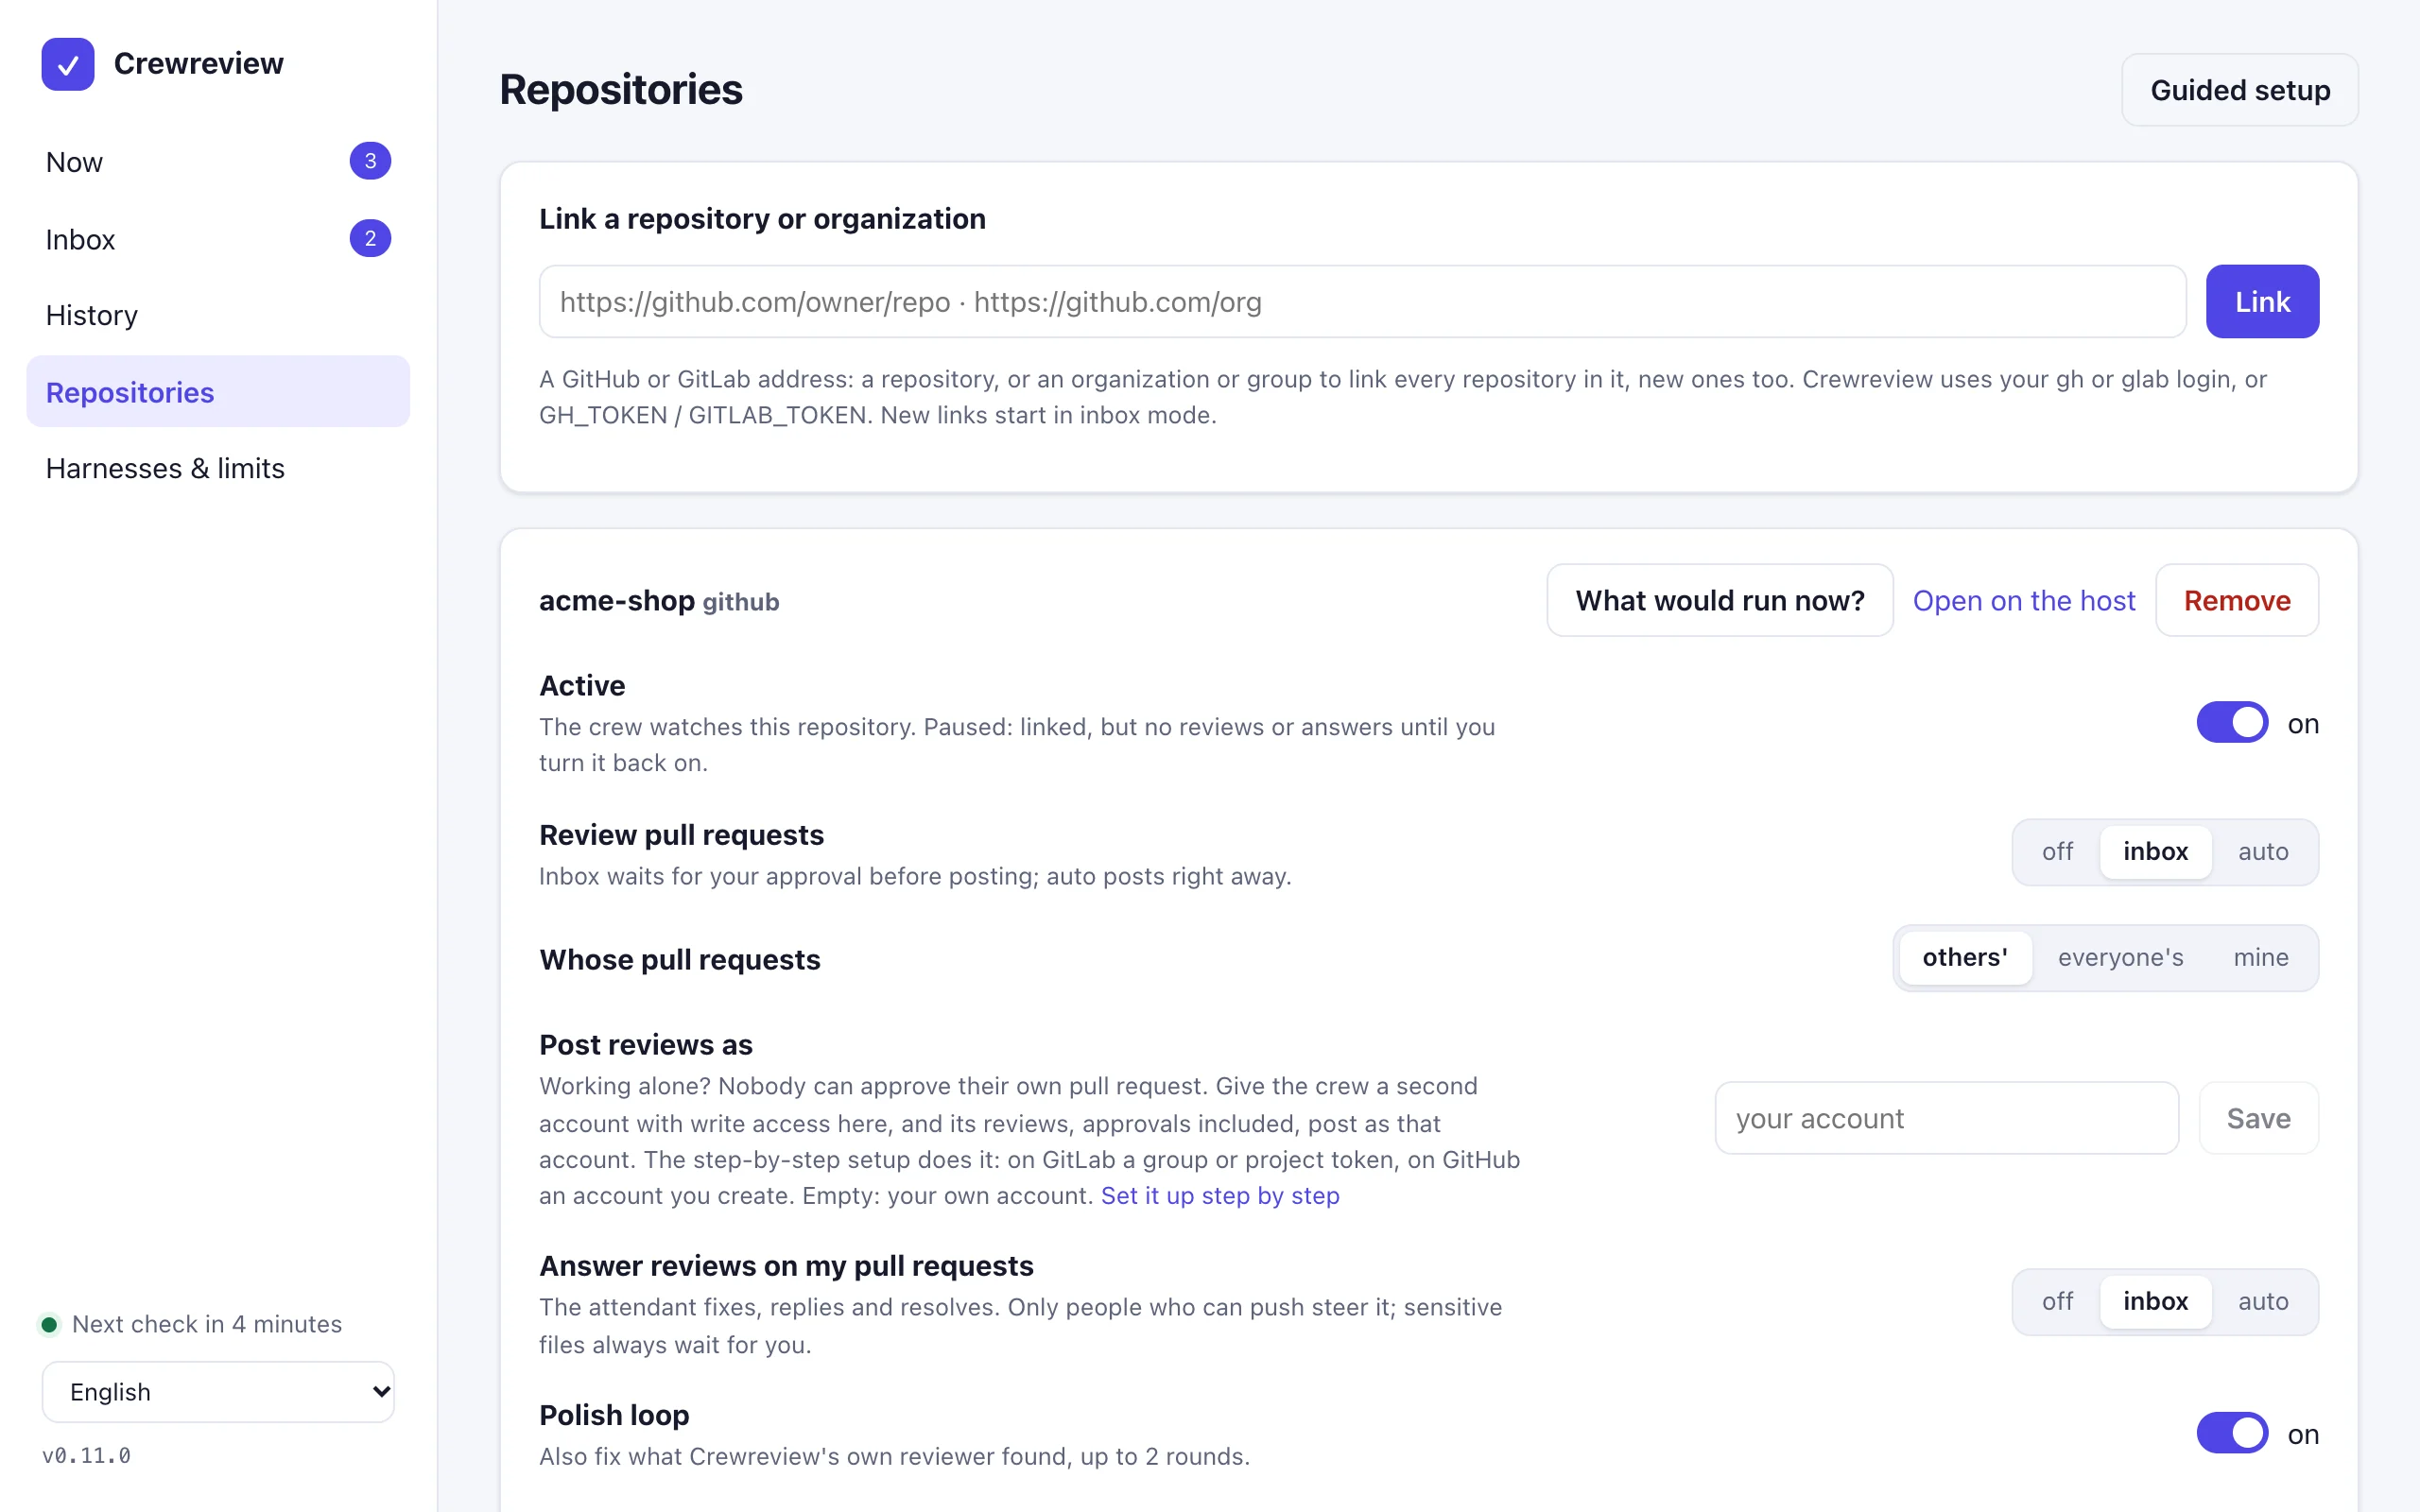 Crewreview
Now 3
Inbox 2
History
Repositories
Harnesses & limits
Next check in 4 minutes
English
v0.11.0
Repositories
Guided setup
Link a repository or organization
https://github.com/owner/repo · https://github.com/org
Link
A GitHub or GitLab address: a repository, or an organization or group to link every repository in it, new ones too. Crewreview uses your gh or glab login, or
GH_TOKEN / GITLAB_TOKEN. New links start in inbox mode.
acme-shop github
What would run now?
Open on the host
Remove
Active
The crew watches this repository. Paused: linked, but no reviews or answers until you
turn it back on.
on
Review pull requests
Inbox waits for your approval before posting; auto posts right away.
off inbox auto
Whose pull requests
others' everyone's mine
Post reviews as
Working alone? Nobody can approve their own pull request. Give the crew a second
account with write access here, and its reviews, approvals included, post as that
account. The step-by-step setup does it: on GitLab a group or project token, on GitHub
an account you create. Empty: your own account. Set it up step by step
your account
Save
Answer reviews on my pull requests
The attendant fixes, replies and resolves. Only people who can push steer it; sensitive
files always wait for you.
off inbox auto
Polish loop
Also fix what Crewreview's own reviewer found, up to 2 rounds.
on